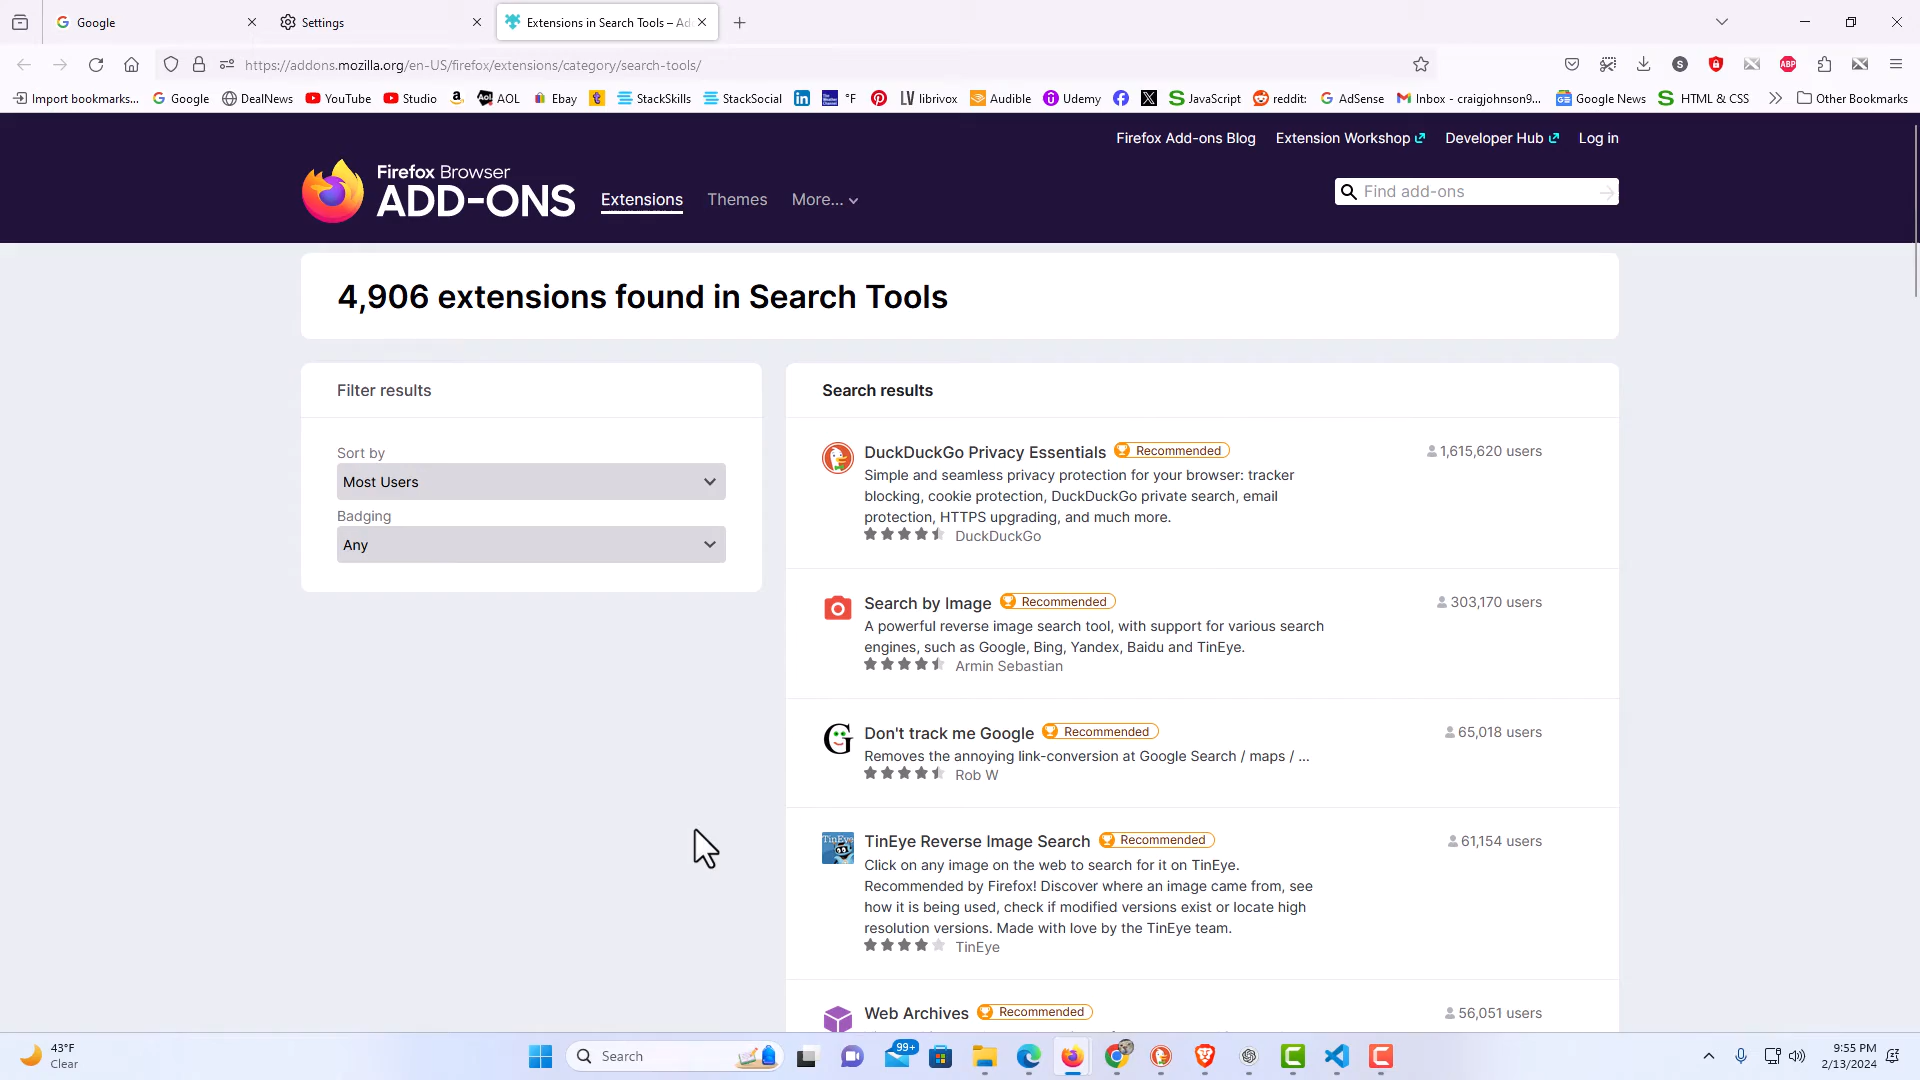 Google
Settings
Extensions in Search Tools – Ad
https://addons.mozilla.org/en-US/firefox/extensions/category/search-tools/
ABP
Import bookmarks...
Google
DealNews
YouTube
Studio
AOL
Ebay
°F
StackSkills
StackSocial
librivox
Audible
Udemy
JavaScript
reddit:
AdSense
Inbox - craigjohnson9...
Google News
HTML & CSS
Other Bookmarks
Firefox Add-ons Blog
Extension Workshop
Developer Hub
Log in
Firefox Browser
ADD-ONS
Extensions
Themes
More...
Find add-ons
4,906 extensions found in Search Tools
Filter results
Sort by
Most Users
Badging
Any
Search results
DuckDuckGo Privacy Essentials
Recommended
1,615,620 users
Simple and seamless privacy protection for your browser: tracker
blocking, cookie protection, DuckDuckGo private search, email
protection, HTTPS upgrading, and much more.
DuckDuckGo
Search by Image
Recommended
303,170 users
A powerful reverse image search tool, with support for various search
engines, such as Google, Bing, Yandex, Baidu and TinEye.
Armin Sebastian
Don't track me Google
Recommended
65,018 users
Removes the annoying link-conversion at Google Search / maps / ...
Rob W
TinEye Reverse Image Search
Recommended
61,154 users
Click on any image on the web to search for it on TinEye.
Recommended by Firefox! Discover where an image came from, see
how it is being used, check if modified versions exist or locate high
resolution versions. Made with love by the TinEye team.
TinEye
Web Archives
Recommended
56,051 users
43°F
Clear
Search
99+
9:55 PM
2/13/2024